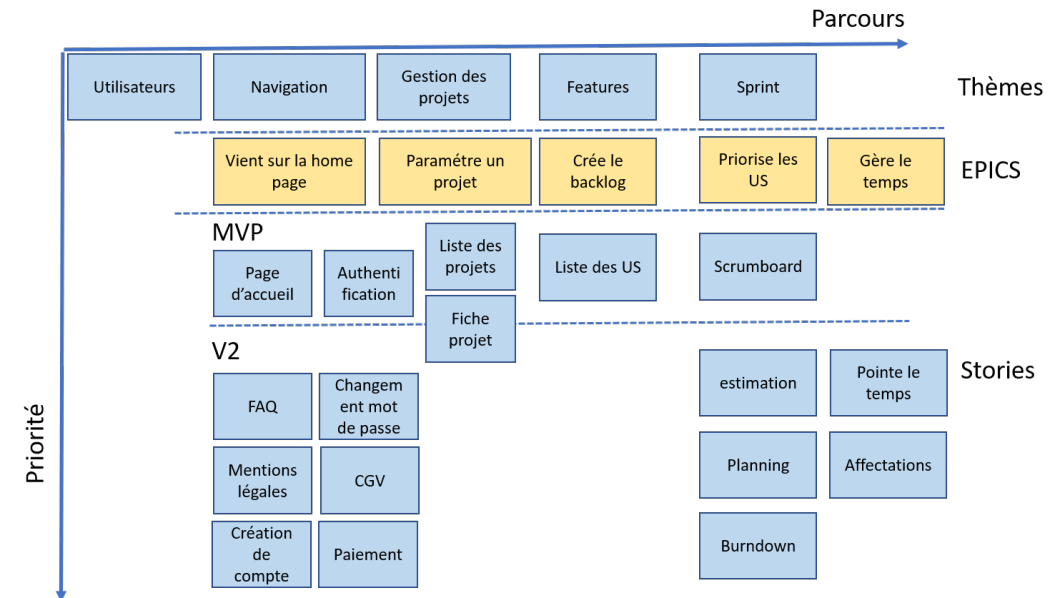 Parcours
Utilisateurs
Navigation
Gestion des
projets
Features
Sprint
Thèmes
Vient sur la home
page
Paramétre un
projet
Crée le
backlog
Priorise les
US
Gère le
temps
EPICS
MVP
Page
d'accueil
Authenti
fication
Liste des
projets
Fiche
projet
Liste des US
Scrumboard
V2
Stories
FAQ
Changem
ent mot
de passe
estimation
Pointe le
temps
Mentions
légales
CGV
Planning
Affectations
Création
de
compte
Paiement
Burndown
Priorité